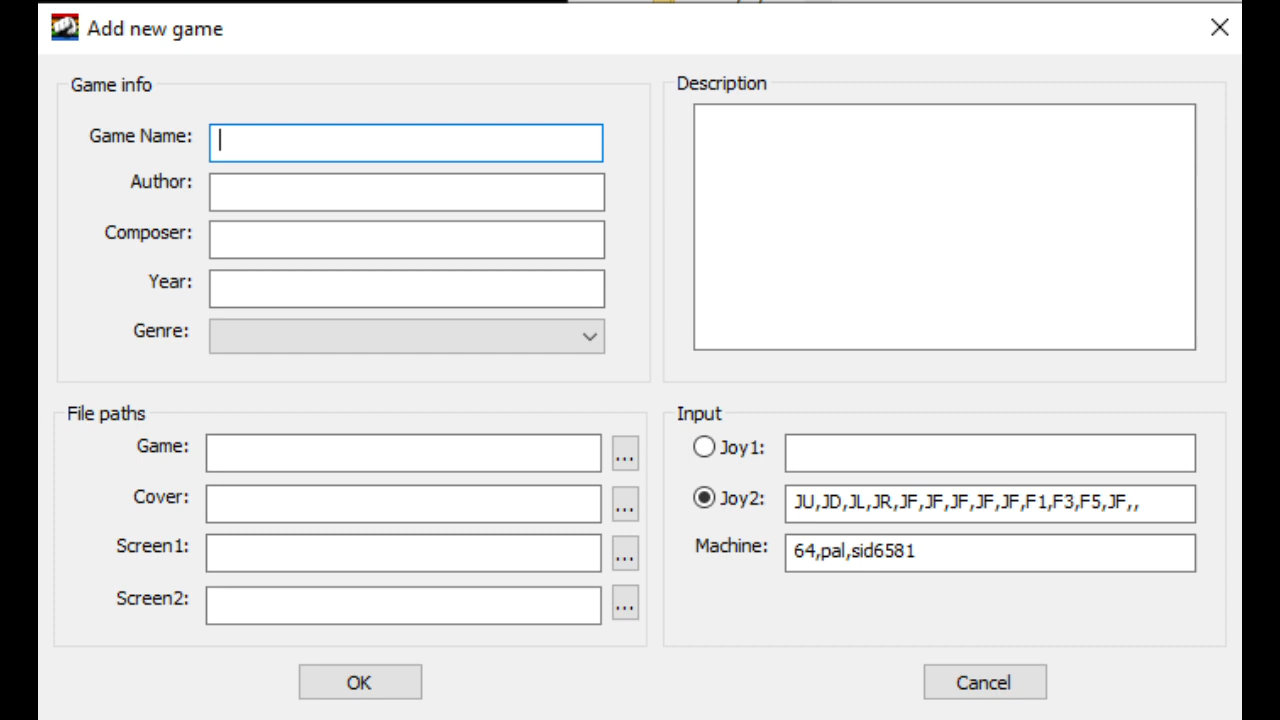 Add new game
Game info
Game Name:
Author:
Composer:
Year:
Genre:
Description
File paths
Game:
...
Cover:
...
Screen1:
...
Screen2:
...
Input
Joy1:
Joy2: JU,JD,JL,JR,JF,JF,JF,JF,JF,F1,F3,F5,JF,,
Machine: 64,pal,sid6581
OK
Cancel